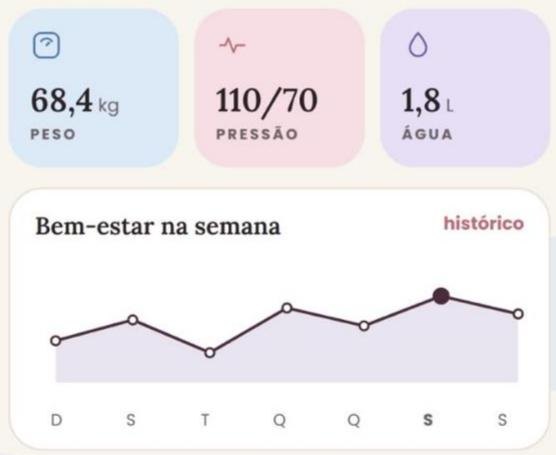 68,4 kg
PESO
110/70
PRESSÃO
1,8 L
ÁGUA
Bem-estar na semana
histórico
D S T Q Q S S